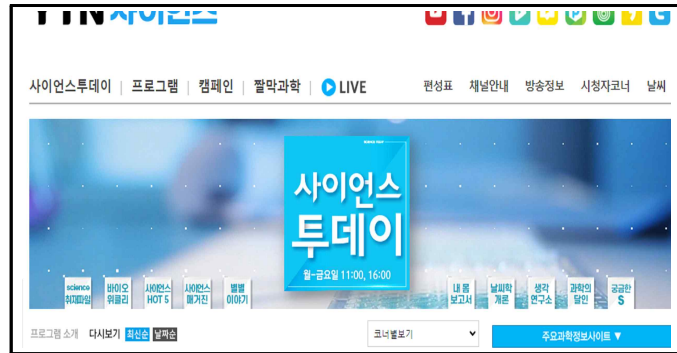 YTN 사이언스
사이언스투데이 | 프로그램 | 캠페인 | 짤막과학 | LIVE
편성표 채널안내 방송정보 시청자코너 날씨
사이언스
투데이
월~금요일 11:00, 16:00
science
취재파일
바이오
위클리
사이언스
HOT 5
사이언스
매거진
별별
이야기
내 몸
보고서
날씨학
개론
생각
연구소
과학의
달인
궁금한
S
프로그램 소개 다시보기 최신순 날짜순
코너별보기
주요과학정보사이트 ▼